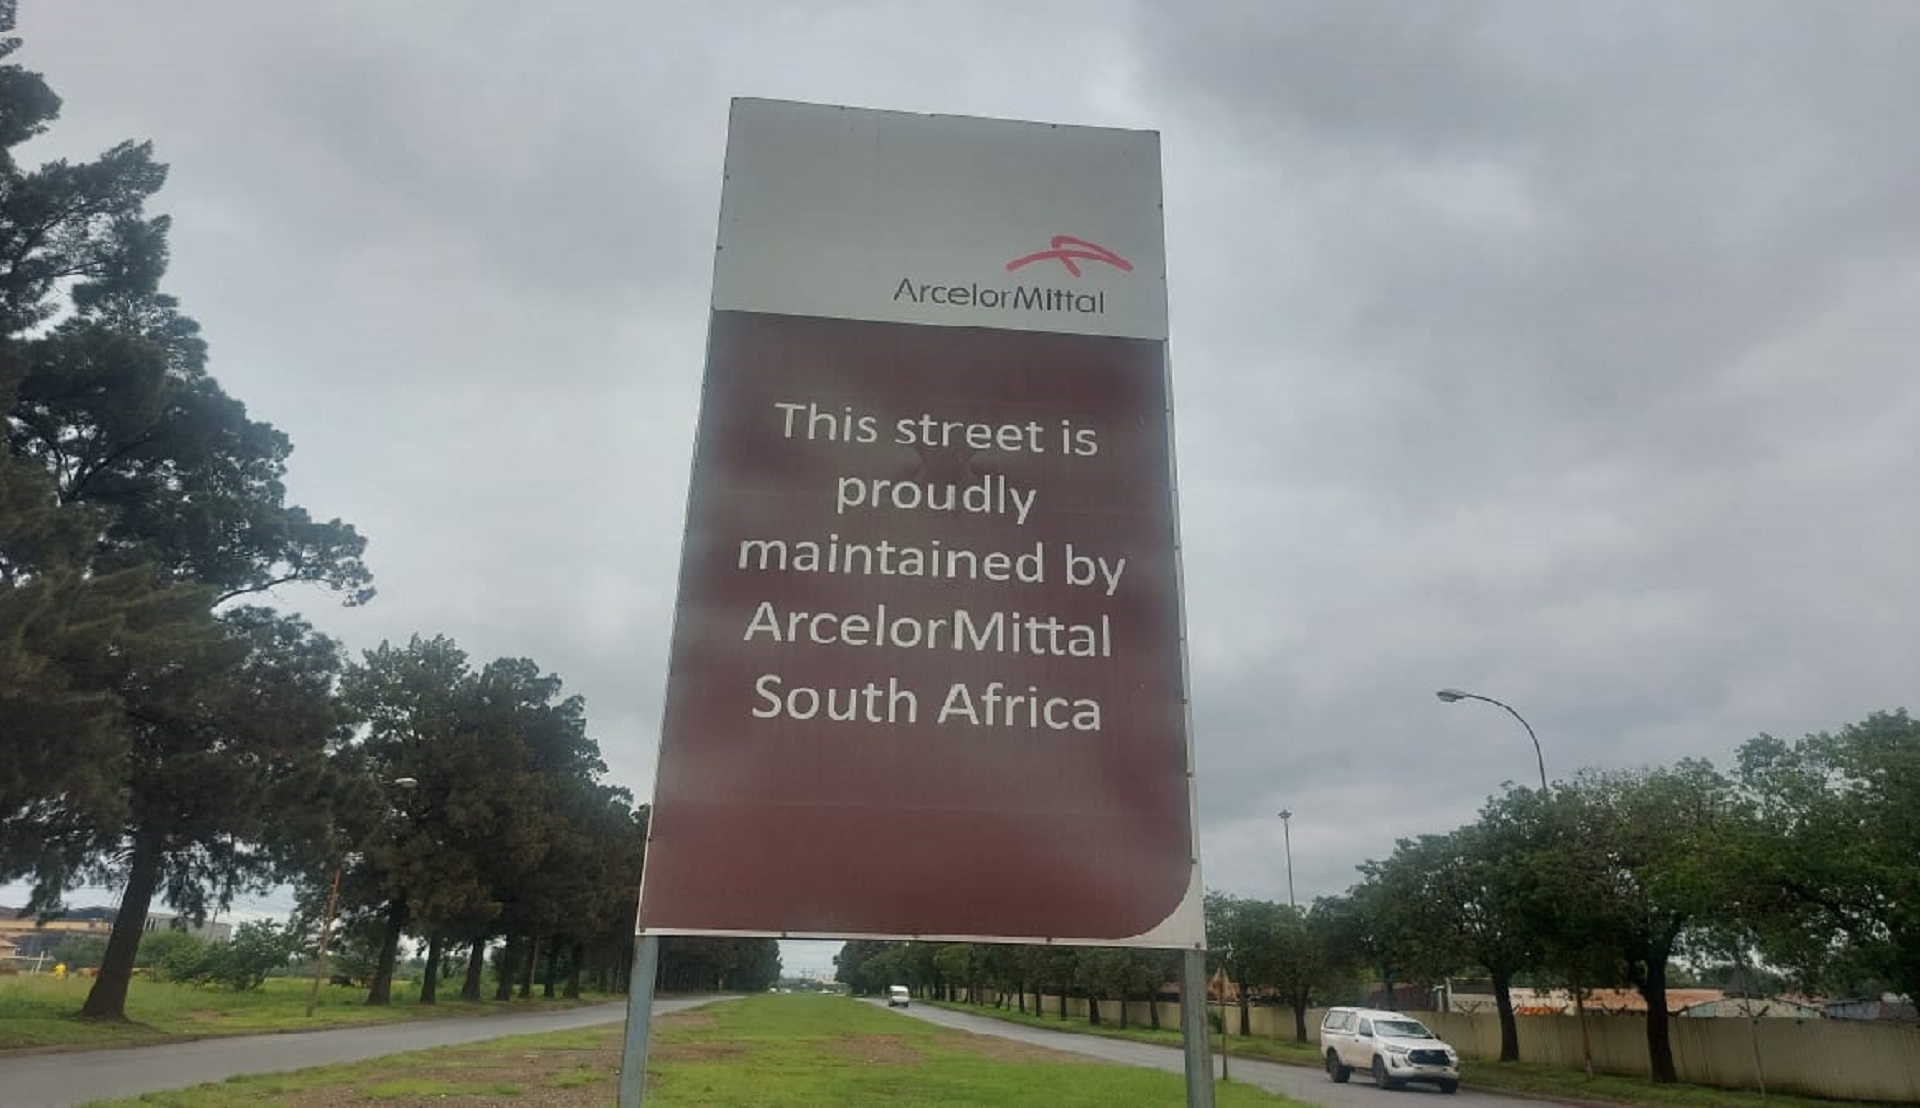 ArcelorMittal
This street is
proudly
maintained by
ArcelorMittal
South Africa